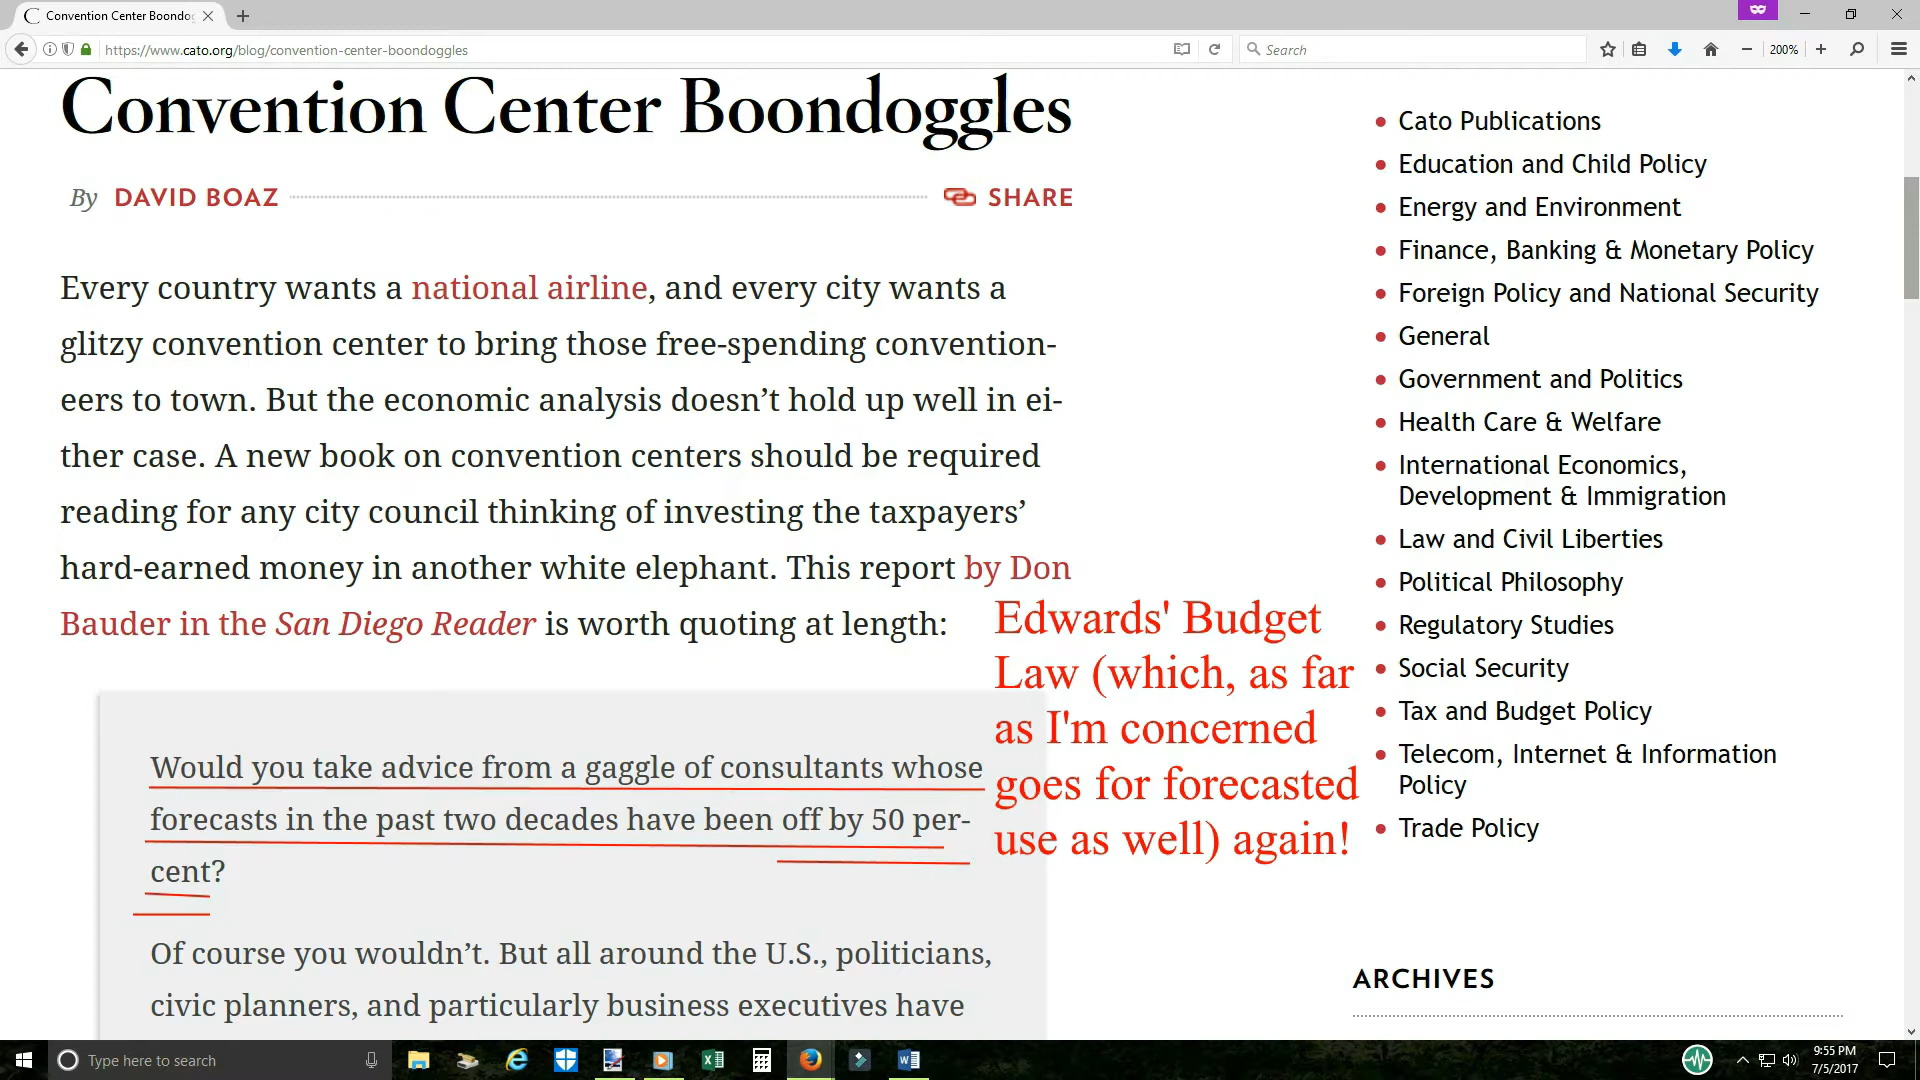 Convention Center Boondog
https://www.cato.org/blog/convention-center-boondoggles
Search
200%
Convention Center Boondoggles
By DAVID BOAZ
SHARE
Every country wants a national airline, and every city wants a
glitzy convention center to bring those free-spending convention-
eers to town. But the economic analysis doesn’t hold up well in ei-
ther case. A new book on convention centers should be required
reading for any city council thinking of investing the taxpayers’
hard-earned money in another white elephant. This report by Don
Bauder in the San Diego Reader is worth quoting at length:
Would you take advice from a gaggle of consultants whose
forecasts in the past two decades have been off by 50 per-
cent?
Of course you wouldn’t. But all around the U.S., politicians,
civic planners, and particularly business executives have
Edwards' Budget
Law (which, as far
as I'm concerned
goes for forecasted
use as well) again!
Cato Publications
Education and Child Policy
Energy and Environment
Finance, Banking & Monetary Policy
Foreign Policy and National Security
General
Government and Politics
Health Care & Welfare
International Economics,
Development & Immigration
Law and Civil Liberties
Political Philosophy
Regulatory Studies
Social Security
Tax and Budget Policy
Telecom, Internet & Information
Policy
Trade Policy
ARCHIVES
Type here to search
9:55 PM
7/5/2017